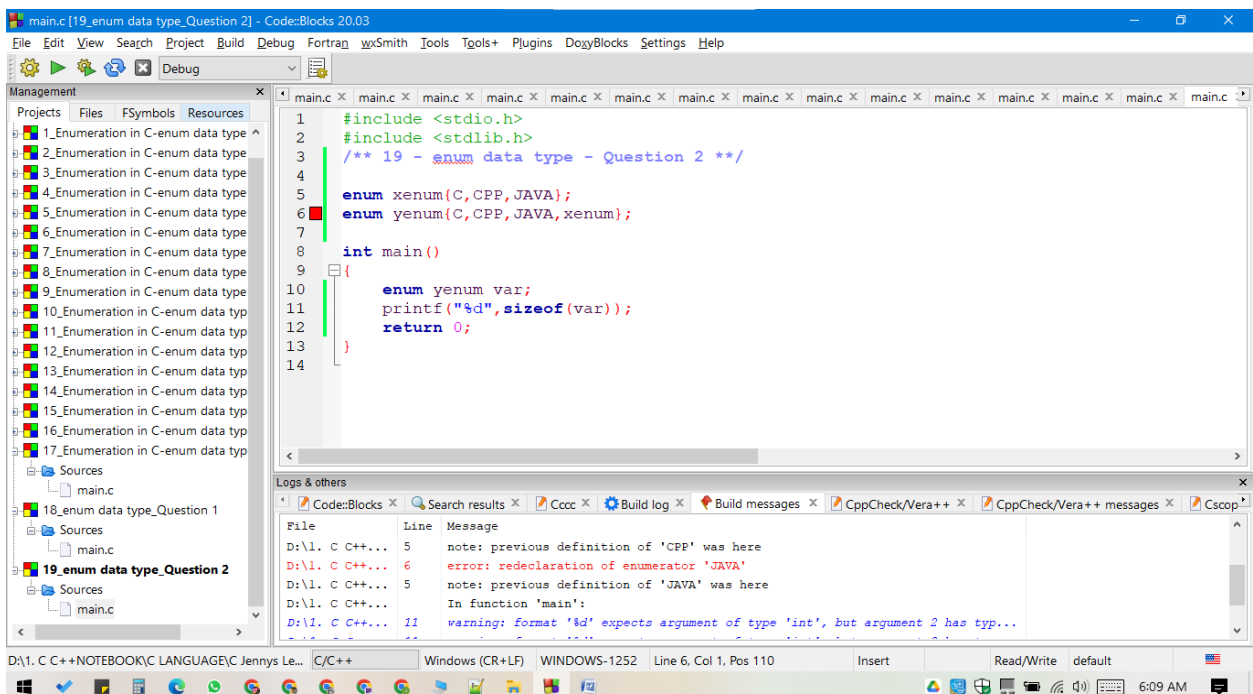 main.c [19_enum data type_Question 2] - Code::Blocks 20.03
File Edit View Search Project Build Debug Fortran wxSmith Tools Tools+ Plugins DoxyBlocks Settings Help
Debug
Management
Projects Files FSymbols Resources
1_Enumeration in C-enum data type
2_Enumeration in C-enum data type
3_Enumeration in C-enum data type
4_Enumeration in C-enum data type
5_Enumeration in C-enum data type
6_Enumeration in C-enum data type
7_Enumeration in C-enum data type
8_Enumeration in C-enum data type
9_Enumeration in C-enum data type
10_Enumeration in C-enum data typ
11_Enumeration in C-enum data typ
12_Enumeration in C-enum data typ
13_Enumeration in C-enum data typ
14_Enumeration in C-enum data typ
15_Enumeration in C-enum data typ
16_Enumeration in C-enum data typ
17_Enumeration in C-enum data typ
Sources
main.c
18_enum data type_Question 1
Sources
main.c
19_enum data type_Question 2
Sources
main.c
main.c main.c main.c main.c main.c main.c main.c main.c main.c main.c main.c main.c main.c main.c main.c
1 #include <stdio.h>
2 #include <stdlib.h>
3 /** 19 - enum data type - Question 2 **/
4
5 enum xenum{C,CPP,JAVA};
6 enum yenum{C,CPP,JAVA,xenum};
7
8 int main()
9 {
10 enum yenum var;
11 printf("%d",sizeof(var));
12 return 0;
13 }
14
Logs & others
Code::Blocks Search results Cccc Build log Build messages CppCheck/Vera++ CppCheck/Vera++ messages Cscop
File Line Message
D:\1. C C++... 5 note: previous definition of 'CPP' was here
D:\1. C C++... 6 error: redeclaration of enumerator 'JAVA'
D:\1. C C++... 5 note: previous definition of 'JAVA' was here
D:\1. C C++... In function 'main':
D:\1. C C++... 11 warning: format '%d' expects argument of type 'int', but argument 2 has typ...
D:\1. C C++NOTEBOOK\C LANGUAGE\C Jennys Le... C/C++ Windows (CR+LF) WINDOWS-1252 Line 6, Col 1, Pos 110 Insert Read/Write default
6:09 AM